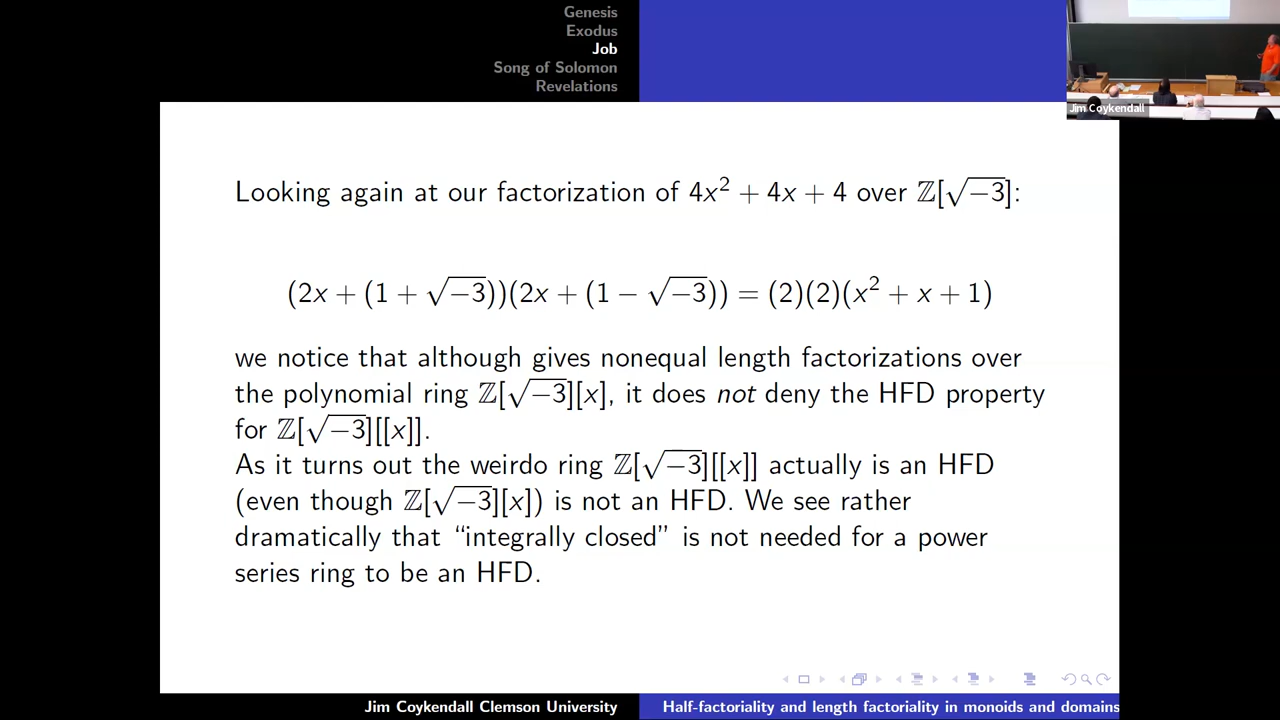 Genesis
Exodus
Job
Song of Solomon
Revelations
Jim Coykendall
Looking again at our factorization of 4x² + 4x + 4 over ℤ[√−3]:
(2x + (1 + √−3))(2x + (1 − √−3)) = (2)(2)(x² + x + 1)
we notice that although gives nonequal length factorizations over
the polynomial ring ℤ[√−3][x], it does not deny the HFD property
for ℤ[√−3][[x]].
As it turns out the weirdo ring ℤ[√−3][[x]] actually is an HFD
(even though ℤ[√−3][x]) is not an HFD. We see rather
dramatically that “integrally closed” is not needed for a power
series ring to be an HFD.
Jim Coykendall Clemson University
Half-factoriality and length factoriality in monoids and domains